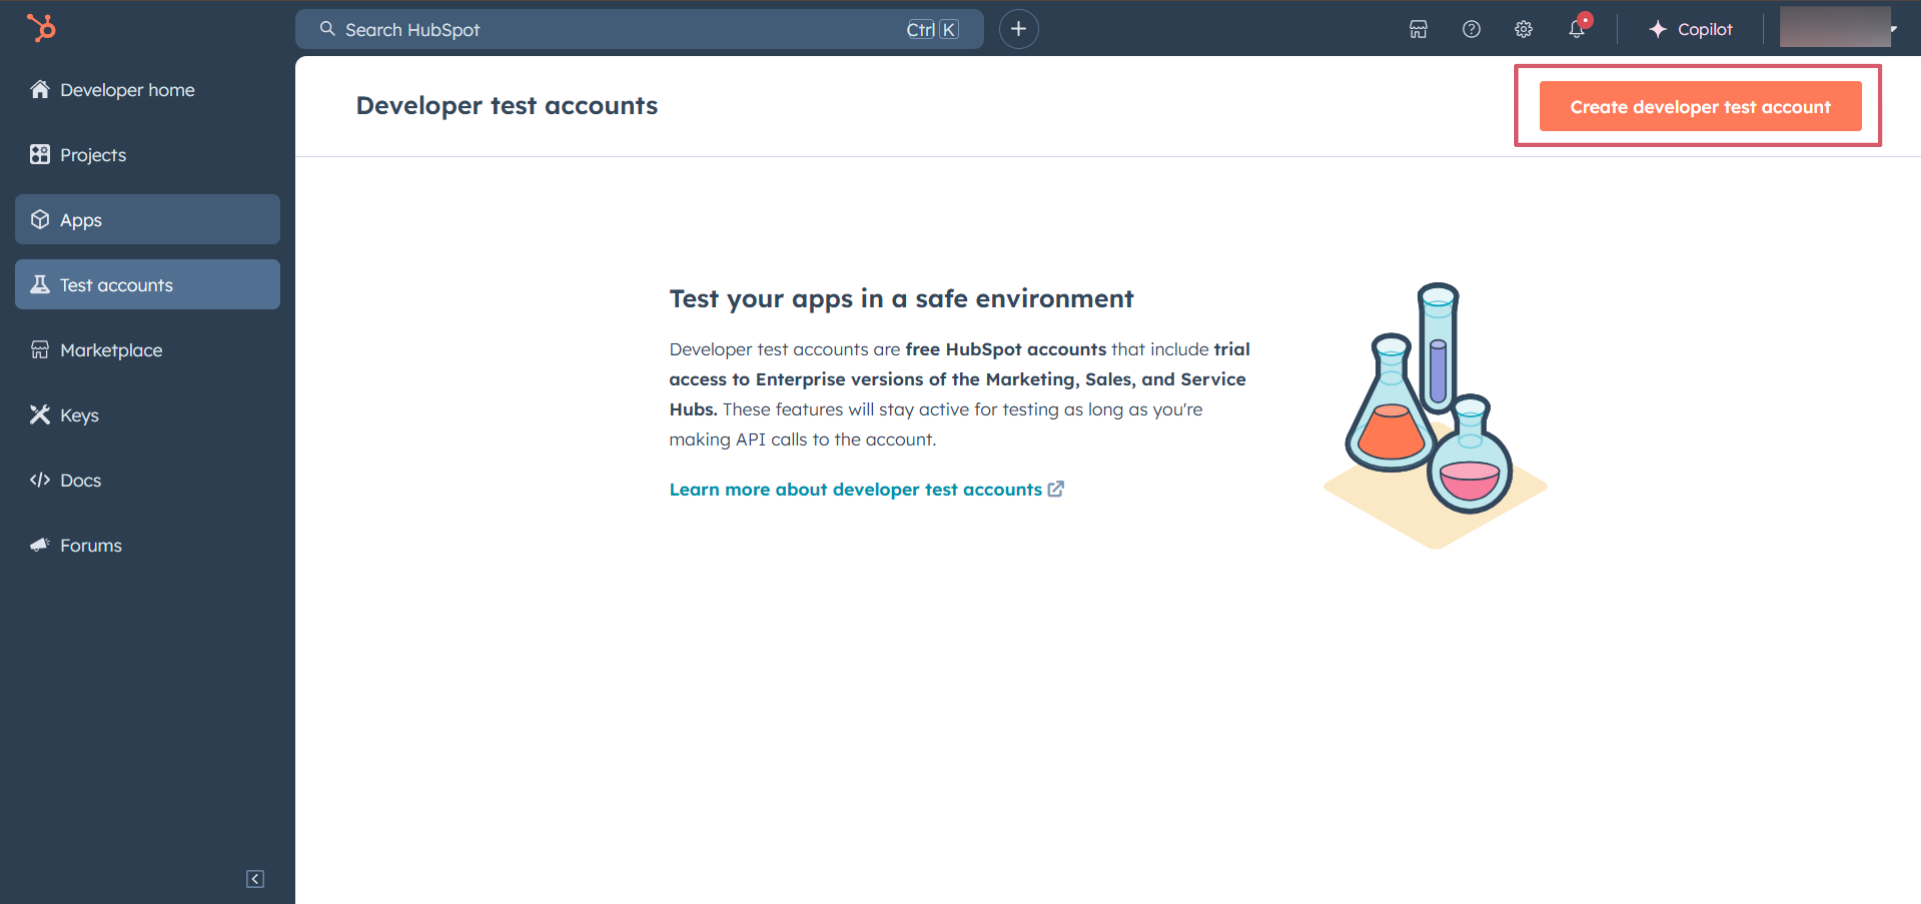 Search HubSpot Ctrl K
Copilot
Developer home
Projects
Apps
Test accounts
Marketplace
Keys
Docs
Forums
Developer test accounts
Create developer test account
Test your apps in a safe environment
Developer test accounts are free HubSpot accounts that include trial
access to Enterprise versions of the Marketing, Sales, and Service
Hubs. These features will stay active for testing as long as you're
making API calls to the account.
Learn more about developer test accounts